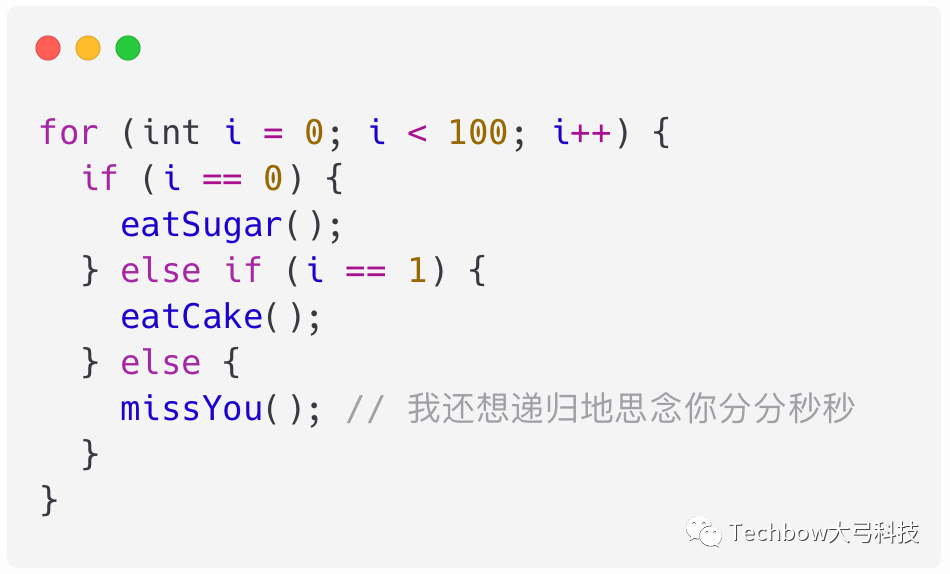 for (int i = 0; i < 100; i++) {
  if (i == 0) {
    eatSugar();
  } else if (i == 1) {
    eatCake();
  } else {
    missYou(); // 我还想递归地思念你分分秒秒
  }
}
Techbow大弓科技